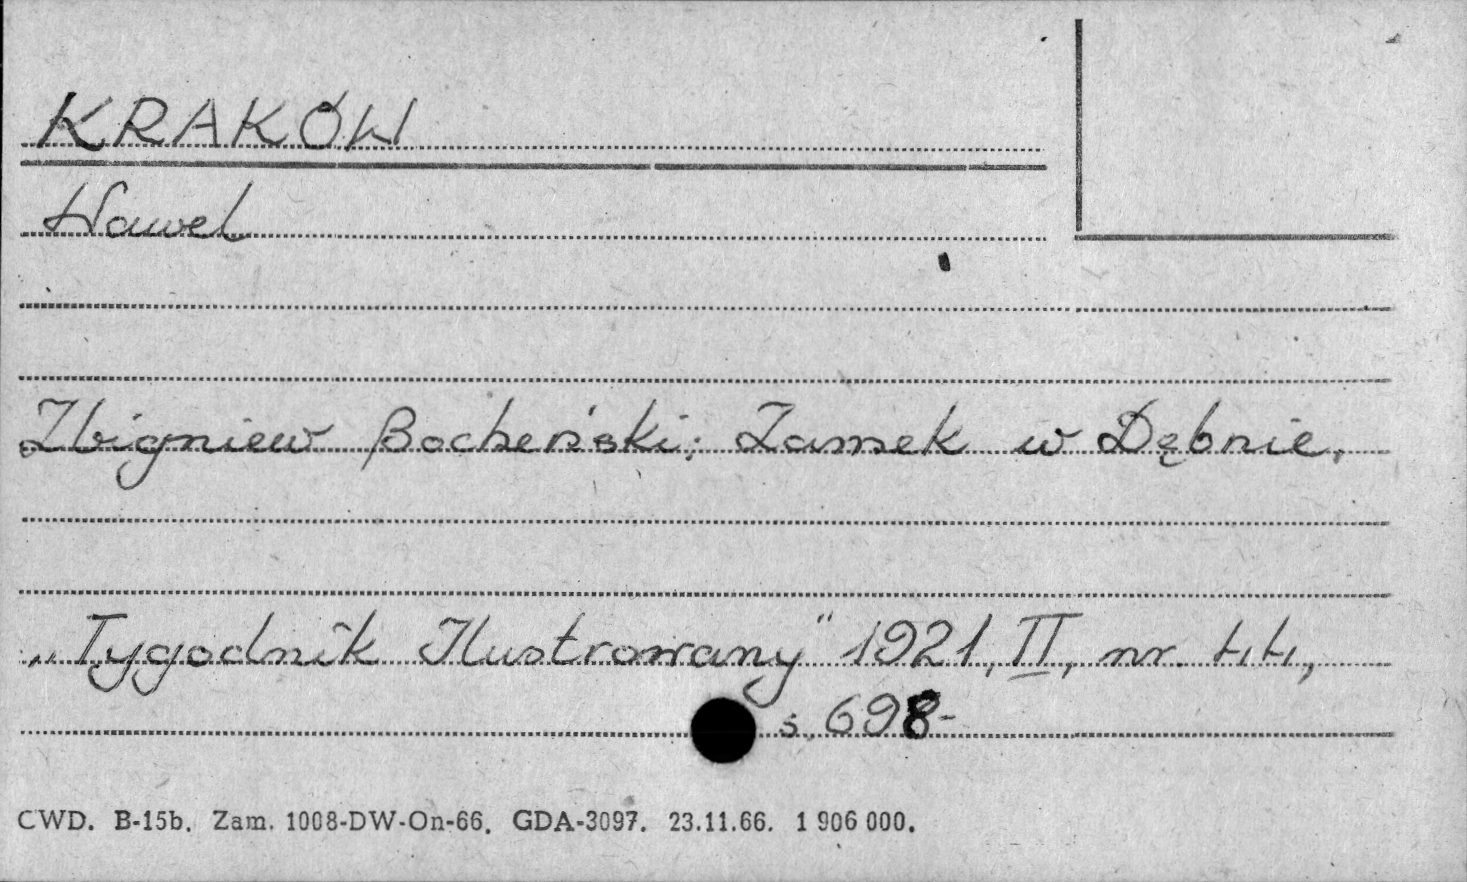 KRAKÓW
Wawel
Zbigniew Bocheński: Zamek w Dębnie.
„Tygodnik Ilustrowany" 1921, II, nr. 44,
s. 698-
CWD. B-15b. Zam. 1008-DW-On-66. GDA-3097. 23.11.66. 1 906 000.